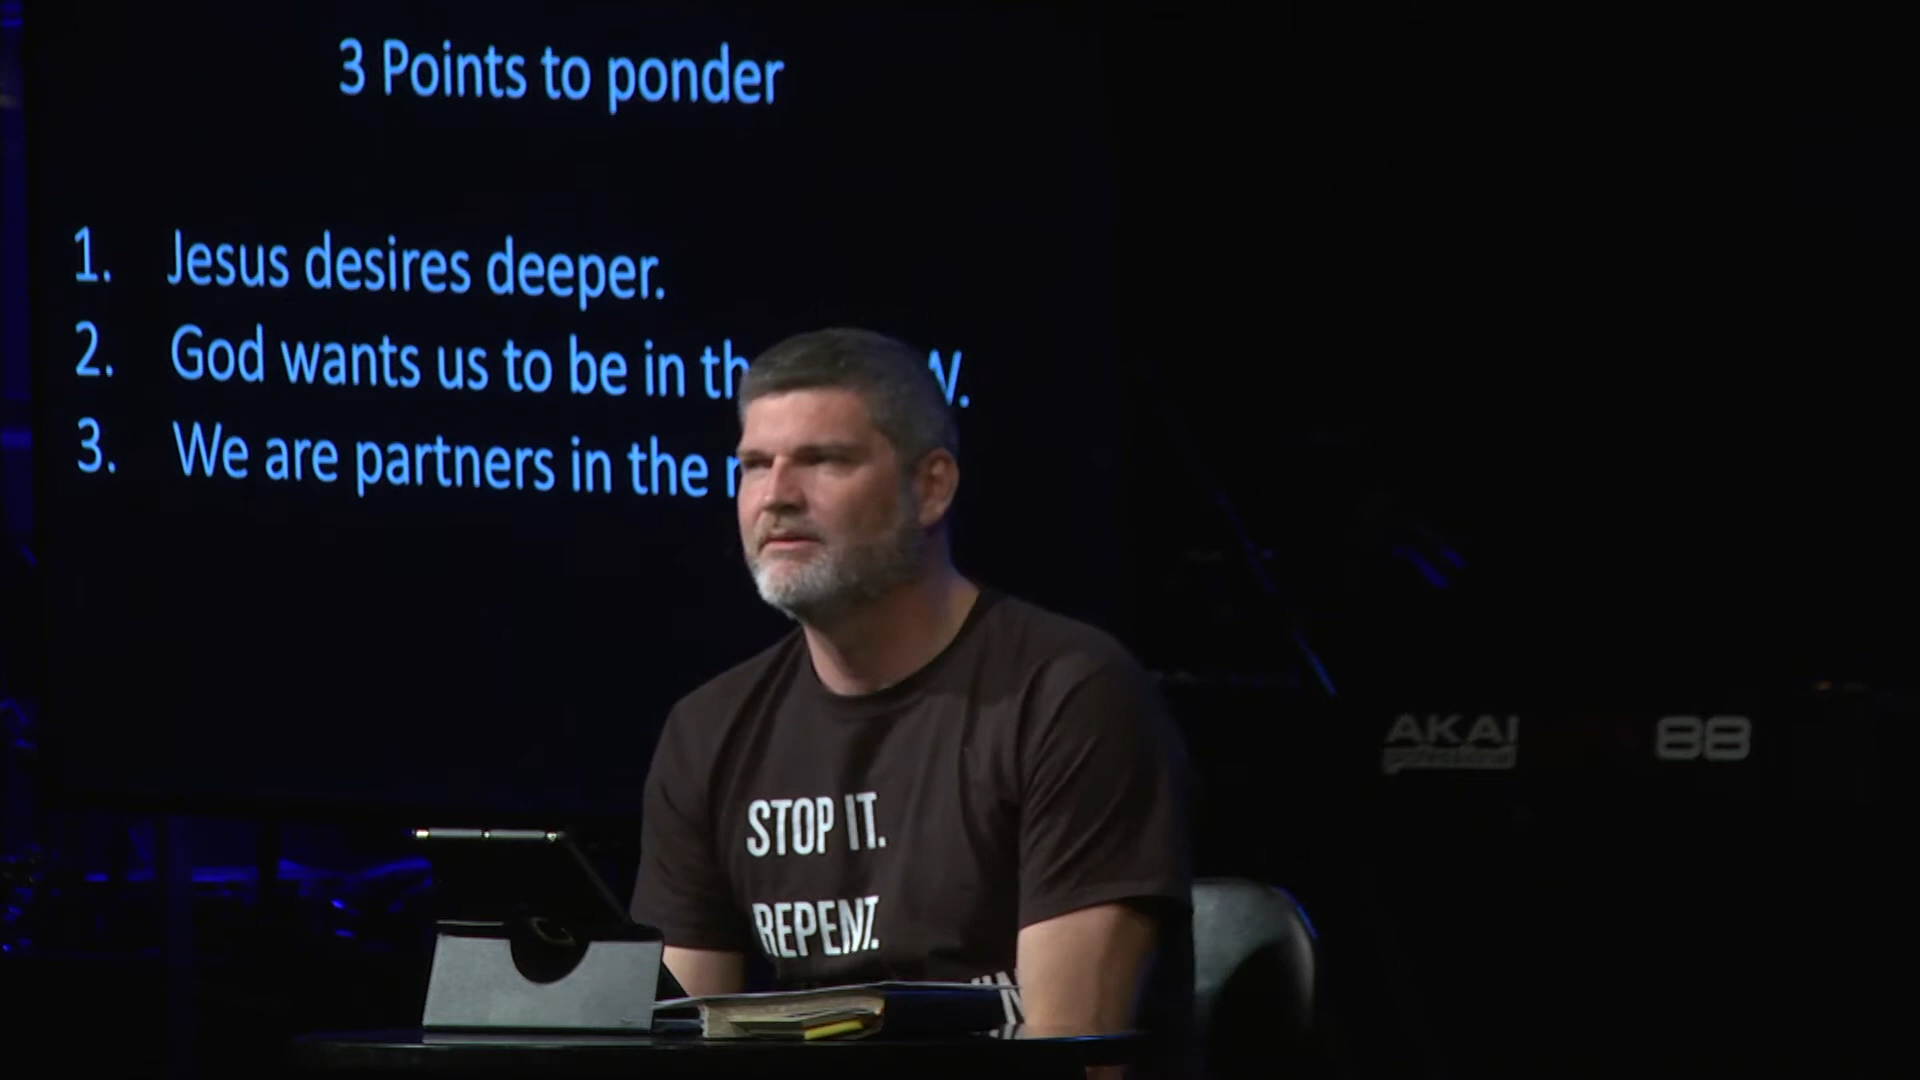 3 Points to ponder
1. Jesus desires deeper.
2. God wants us to be in
3. We are partners in the
STOP IT.
REPENT.
AKAI
professional
88